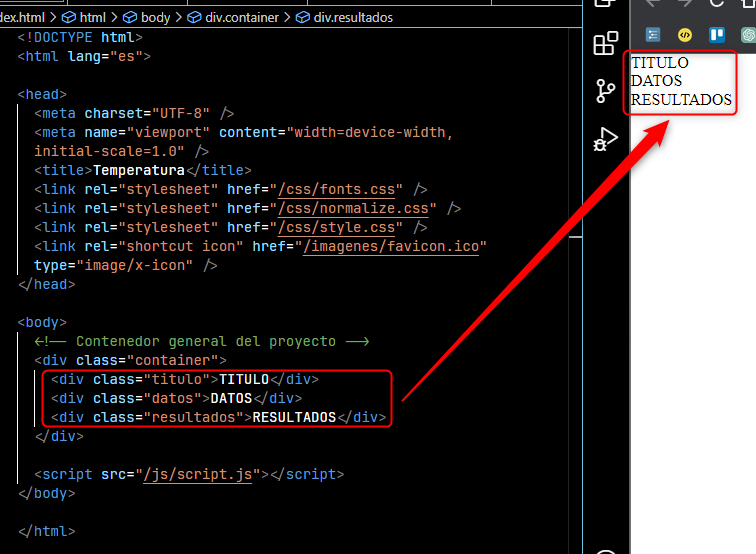 dex.html > html > body > div.container > div.resultados
<!DOCTYPE html>
<html lang="es">
<head>
<meta charset="UTF-8" />
<meta name="viewport" content="width=device-width,
initial-scale=1.0" />
<title>Temperatura</title>
<link rel="stylesheet" href="/css/fonts.css" />
<link rel="stylesheet" href="/css/normalize.css" />
<link rel="stylesheet" href="/css/style.css" />
<link rel="shortcut icon" href="/imagenes/favicon.ico"
type="image/x-icon" />
</head>
<body>
<!-- Contenedor general del proyecto -->
<div class="container">
<div class="titulo">TITULO</div>
<div class="datos">DATOS</div>
<div class="resultados">RESULTADOS</div>
</div>
<script src="/js/script.js"></script>
</body>
</html>
TITULO
DATOS
RESULTADOS